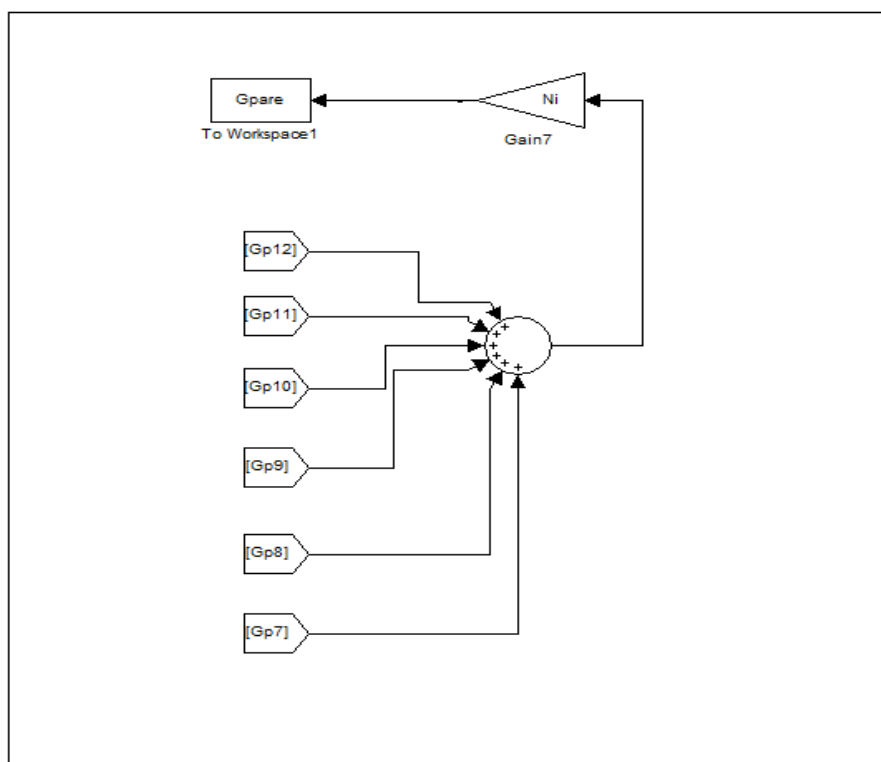 Gpare
To Workspace1
Ni
Gain7
[Gp12]
[Gp11]
[Gp10]
[Gp9]
[Gp8]
[Gp7]
+
+
+
+
+
+